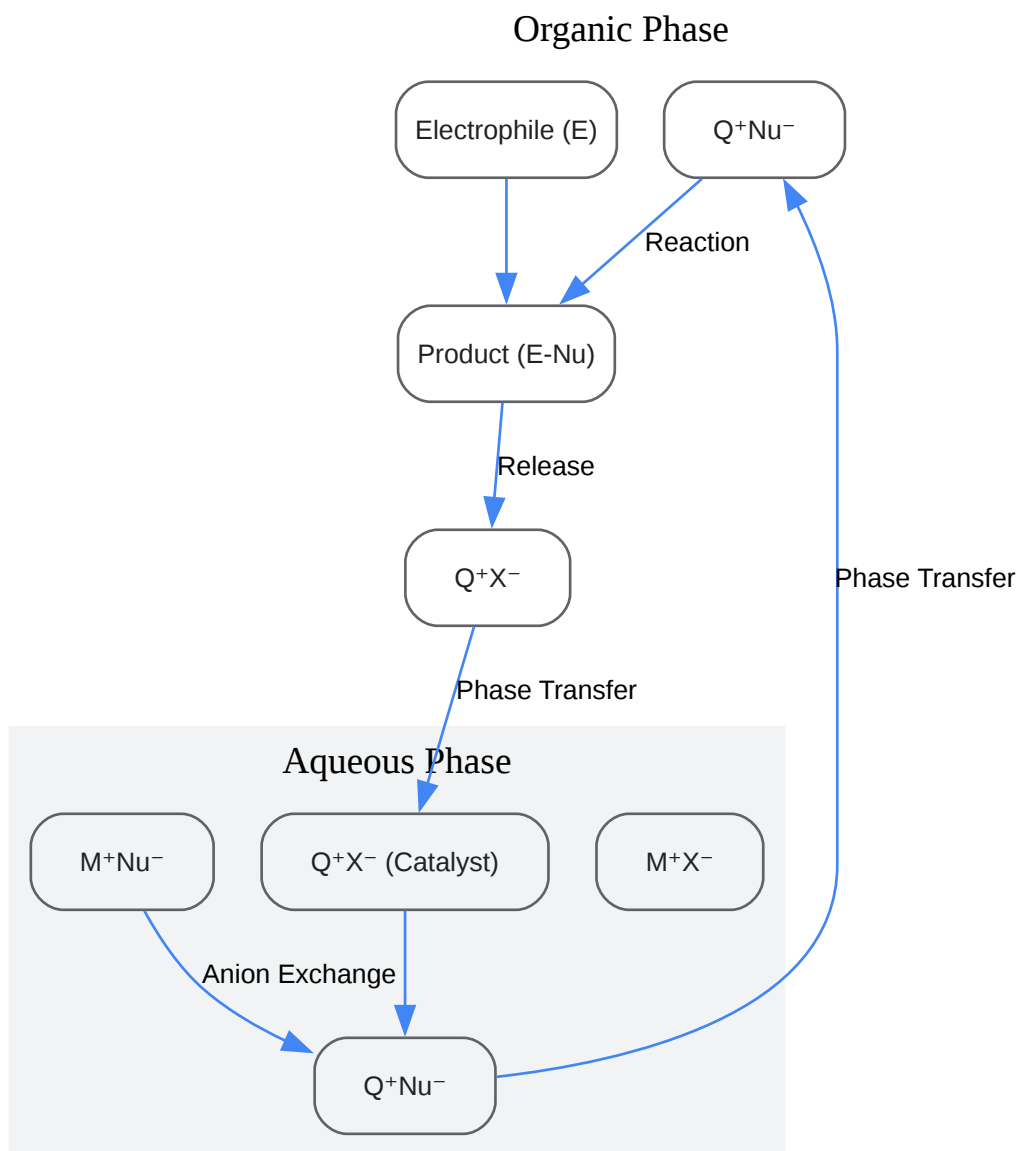 Organic Phase
Electrophile (E)
Q⁺Nu⁻
Reaction
Product (E-Nu)
Release
Q⁺X⁻
Phase Transfer
Phase Transfer
Aqueous Phase
M⁺Nu⁻
Q⁺X⁻ (Catalyst)
M⁺X⁻
Anion Exchange
Q⁺Nu⁻